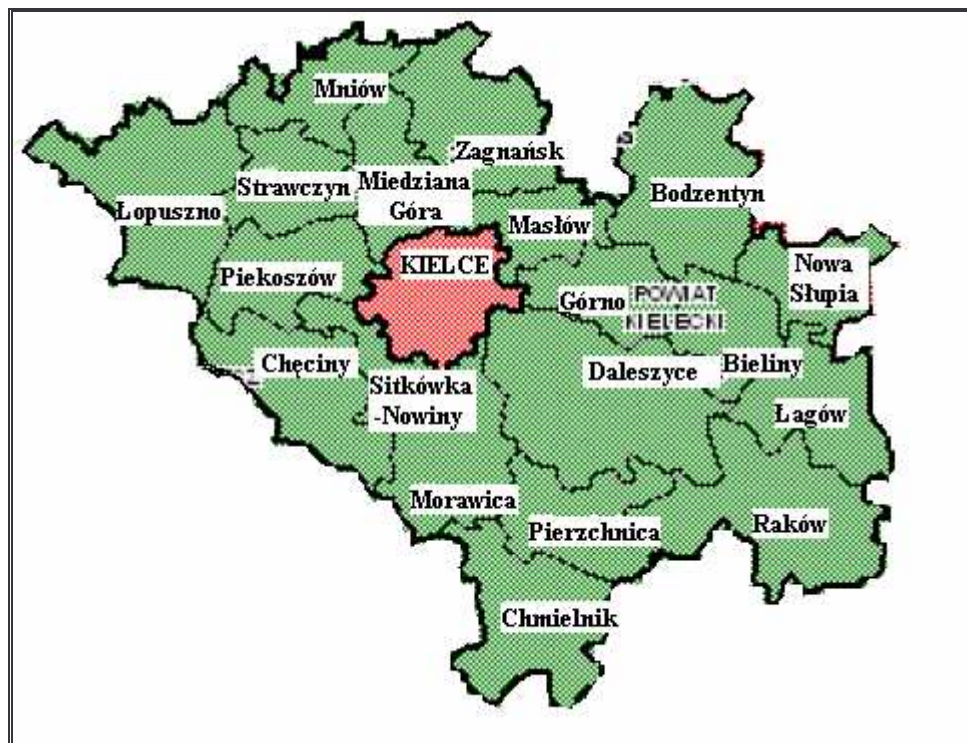 Mniów
Zagnańsk
Strawczyn
Miedziana
Góra
Bodzentyn
Łopuszno
Masłów
KIELCE
Nowa
Słupia
Piekoszów
Górno
POWIAT
KIELECKI
Chęciny
Daleszyce
Bieliny
Sitkówka
-Nowiny
Łagów
Morawica
Pierzchnica
Raków
Chmielnik